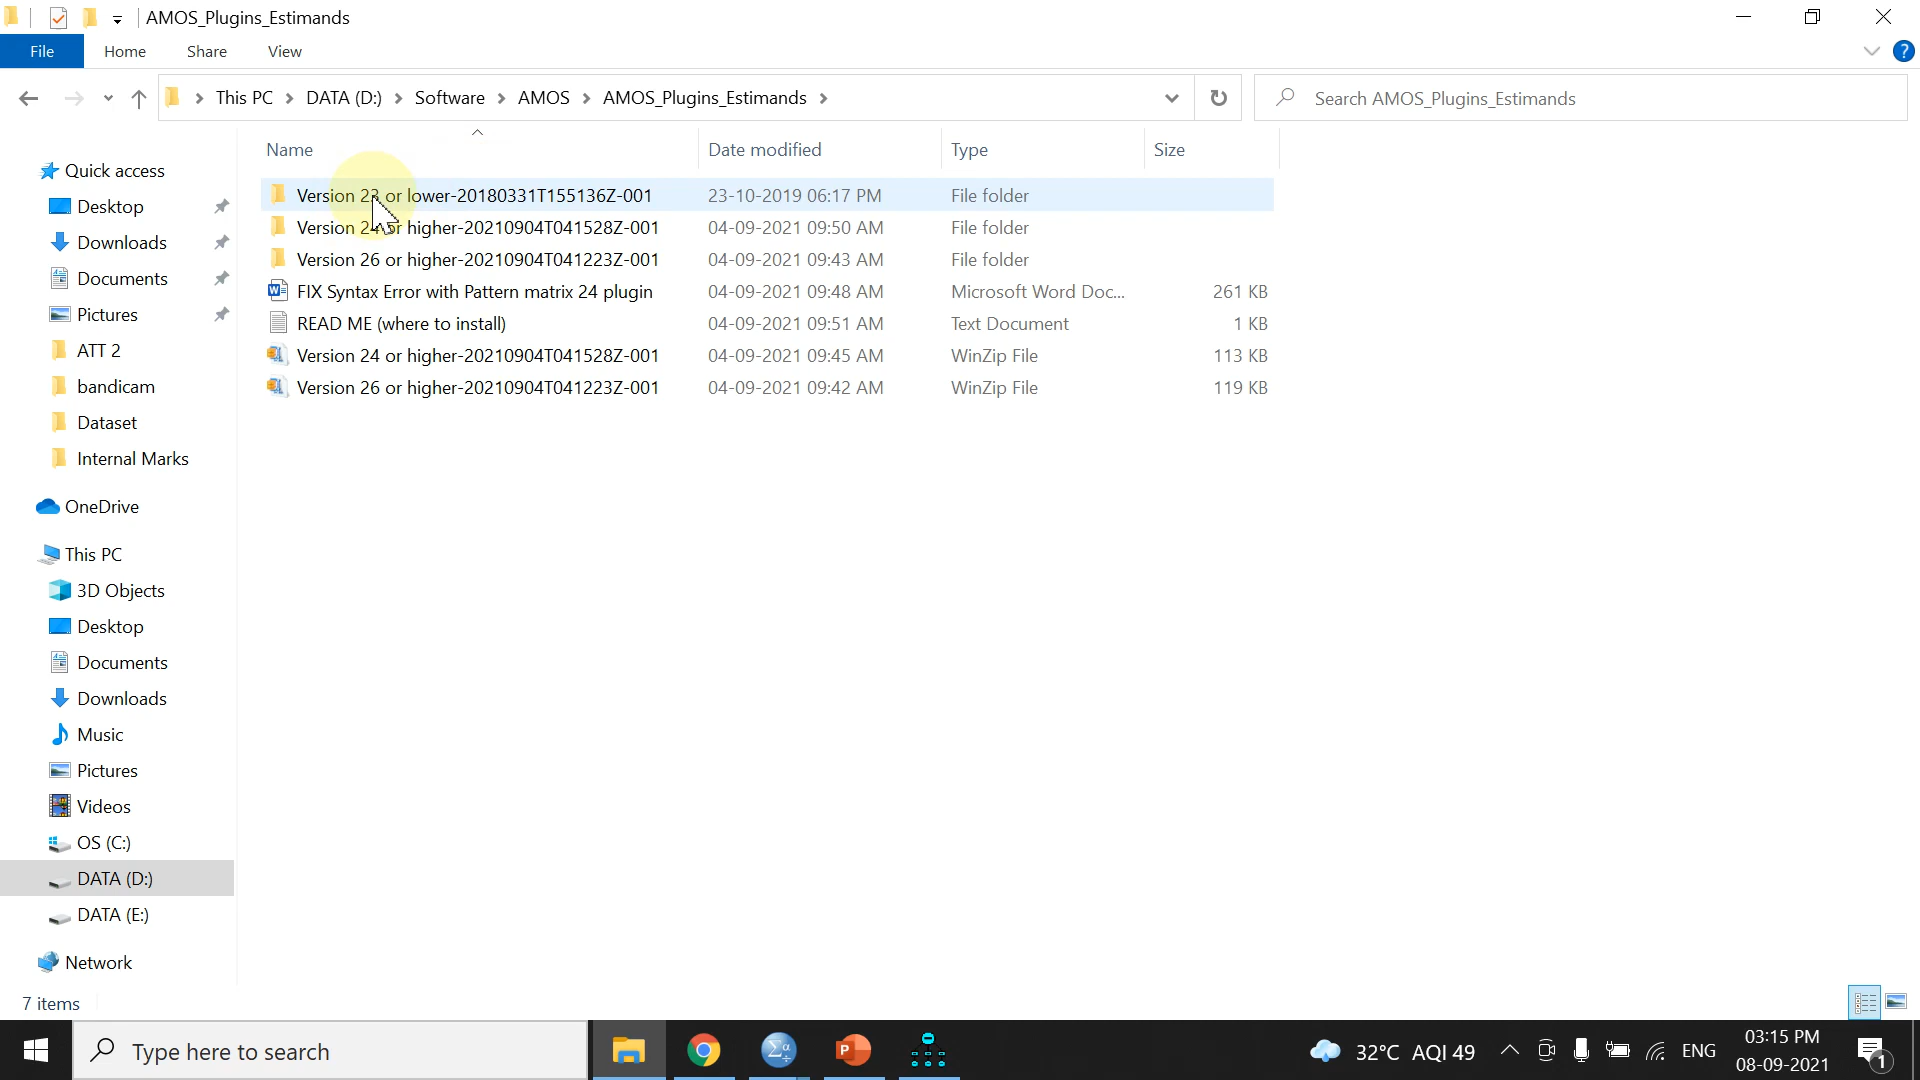 AMOS_Plugins_Estimands
File Home Share View
This PC DATA (D:) Software AMOS AMOS_Plugins_Estimands
Search AMOS_Plugins_Estimands
Name Date modified Type Size
Version 23 or lower-20180331T155136Z-001 23-10-2019 06:17 PM File folder
Version 24 or higher-20210904T041528Z-001 04-09-2021 09:50 AM File folder
Version 26 or higher-20210904T041223Z-001 04-09-2021 09:43 AM File folder
FIX Syntax Error with Pattern matrix 24 plugin 04-09-2021 09:48 AM Microsoft Word Doc... 261 KB
READ ME (where to install) 04-09-2021 09:51 AM Text Document 1 KB
Version 24 or higher-20210904T041528Z-001 04-09-2021 09:45 AM WinZip File 113 KB
Version 26 or higher-20210904T041223Z-001 04-09-2021 09:42 AM WinZip File 119 KB
Quick access
Desktop
Downloads
Documents
Pictures
ATT 2
bandicam
Dataset
Internal Marks
OneDrive
This PC
3D Objects
Desktop
Documents
Downloads
Music
Pictures
Videos
OS (C:)
DATA (D:)
DATA (E:)
Network
7 items
Type here to search
32°C AQI 49
ENG
03:15 PM
08-09-2021
1